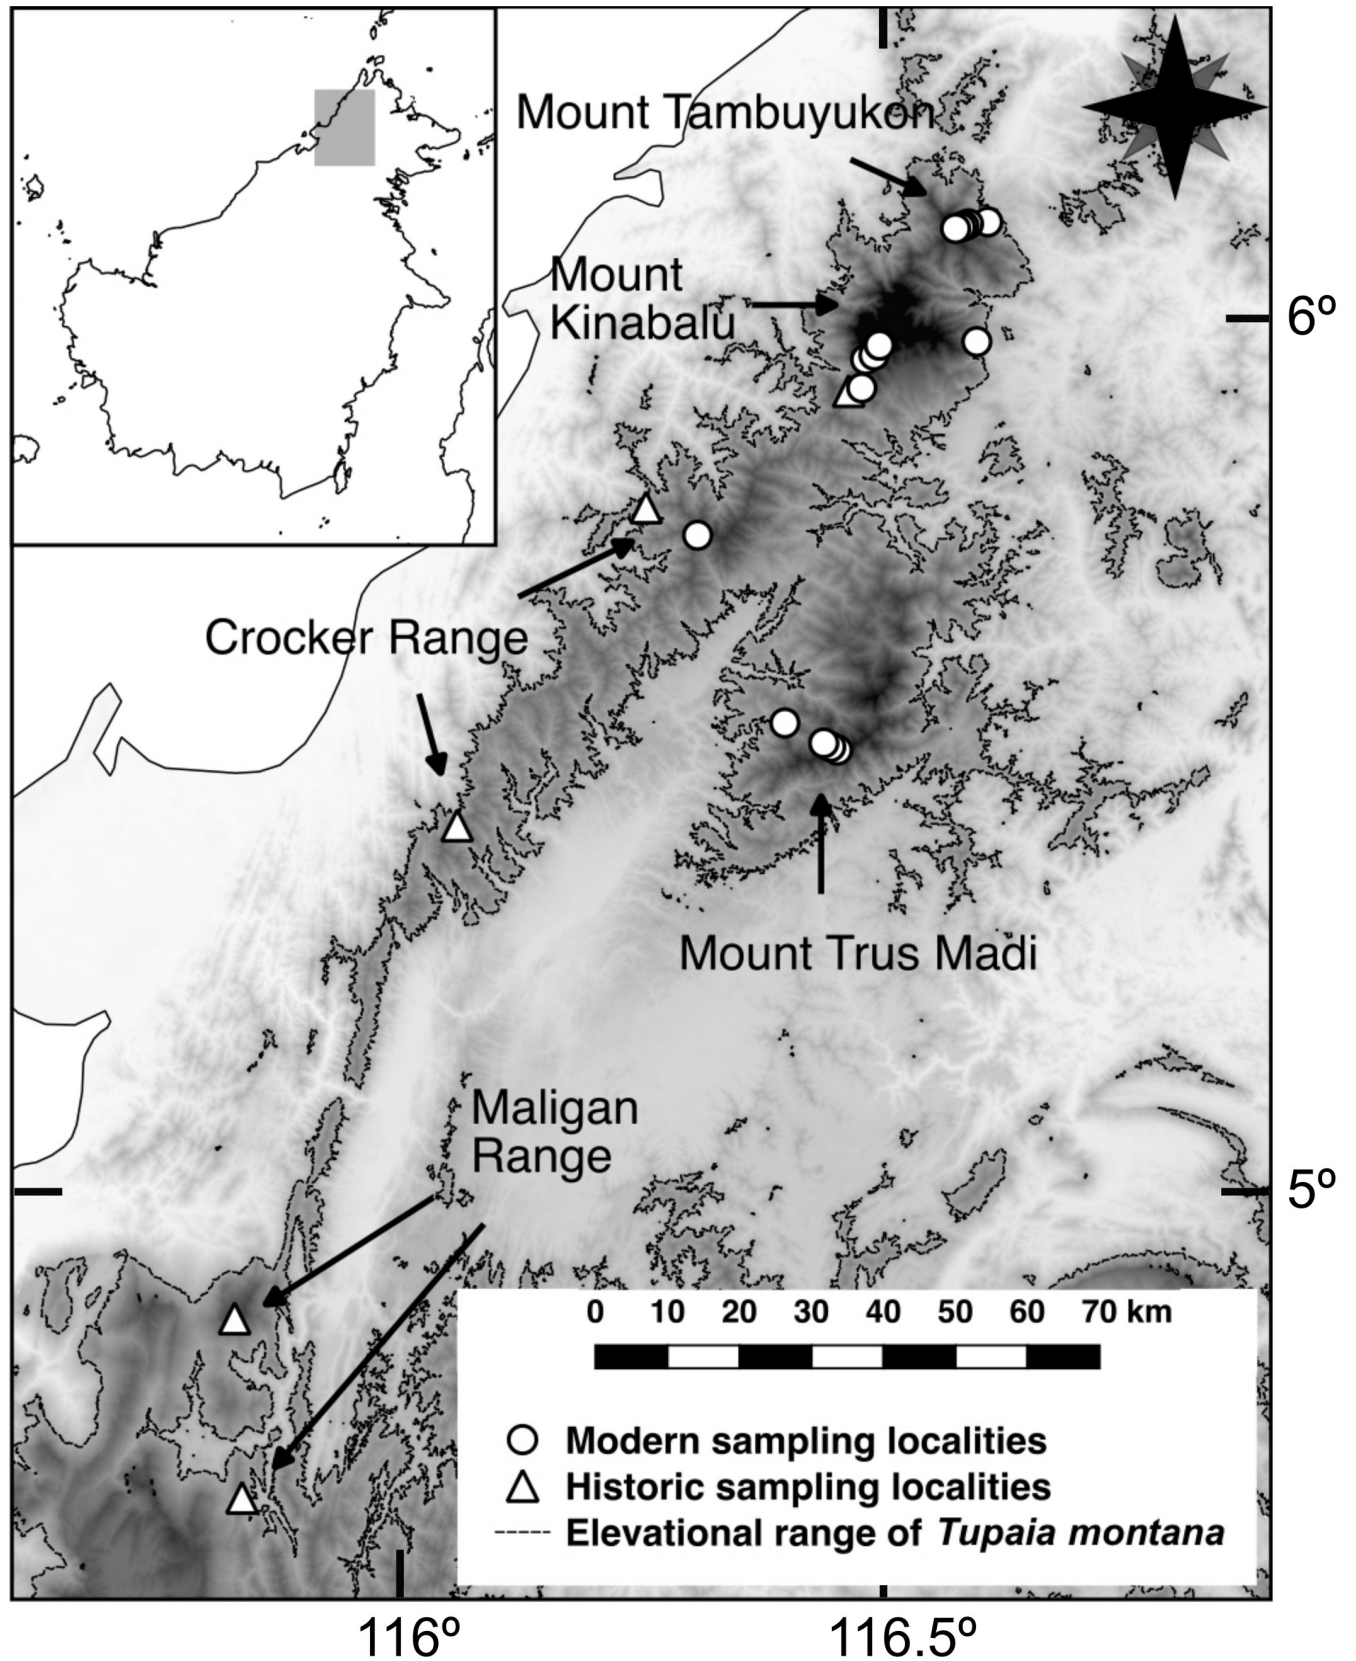 Mount Tambuyukon
Mount
Kinabalu
6º
Crocker Range
Mount Trus Madi
Maligan
Range
5º
0 10 20 30 40 50 60 70 km
Modern sampling localities
Historic sampling localities
Elevational range of Tupaia montana
116º
116.5º